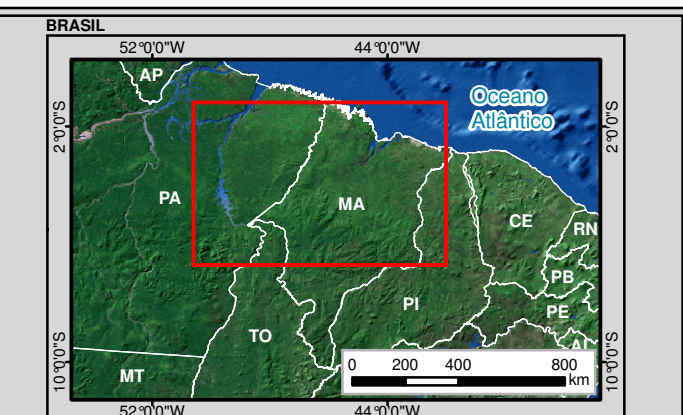 BRASIL
52°0'0"W 44°0'0"W
AP
Oceano
Atlântico
2°0'0"S 2°0'0"S
PA
MA
CE
RN
PB
PI
PE
TO
AL
MT
0 200 400 800
km
10°0'0"S 10°0'0"S
52°0'0"W 44°0'0"W